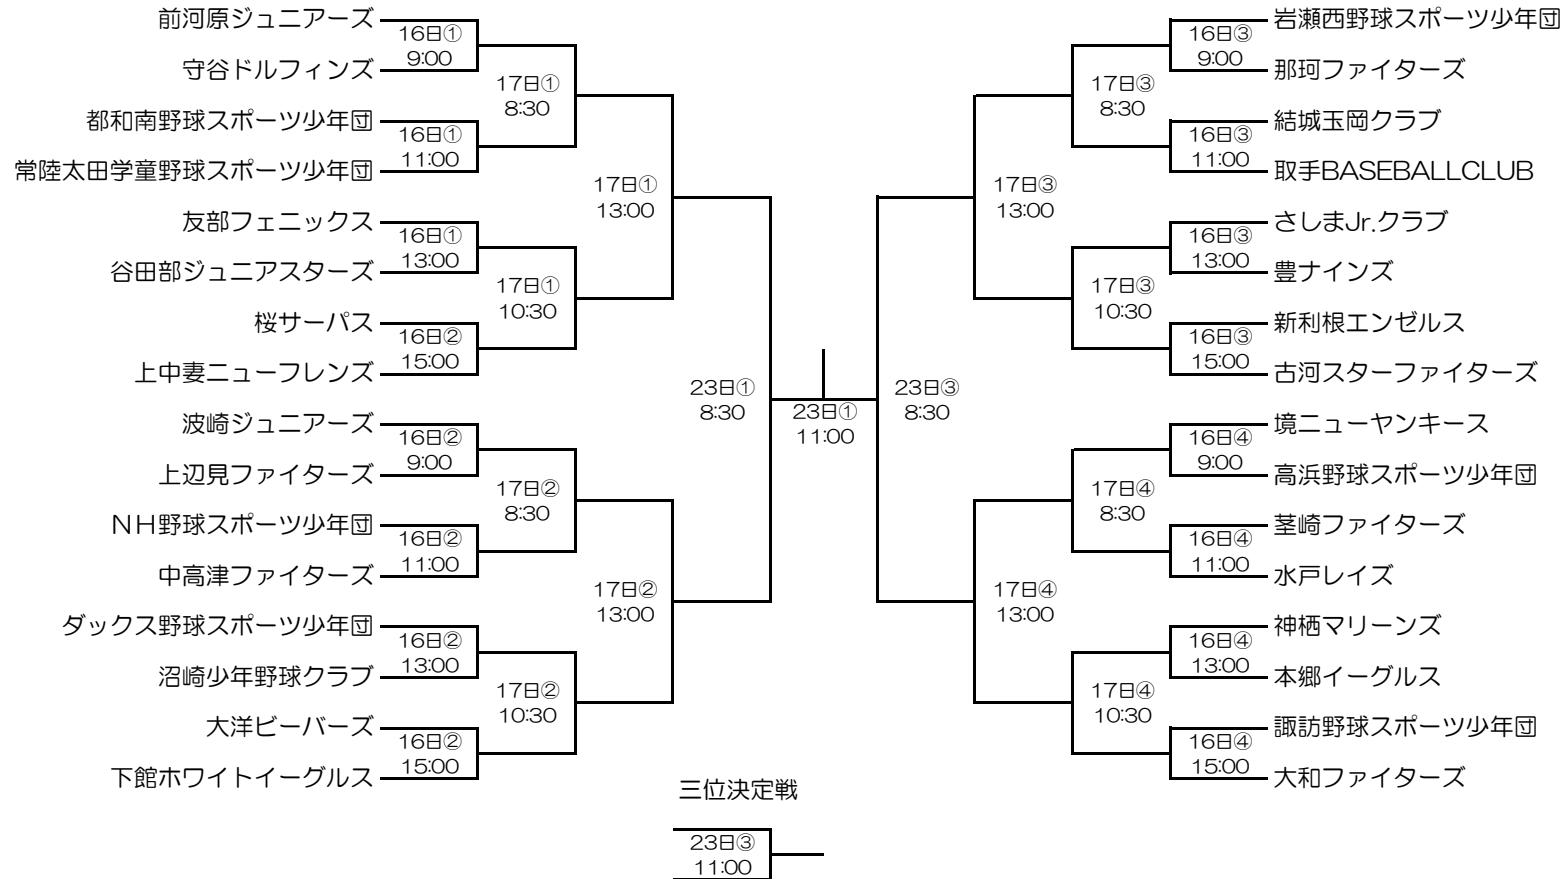 前河原ジュニアーズ
16日①
9:00
守谷ドルフィンズ
17日①
8:30
都和南野球スポーツ少年団
16日①
11:00
常陸太田学童野球スポーツ少年団
17日①
13:00
友部フェニックス
16日①
13:00
谷田部ジュニアスターズ
17日①
10:30
桜サーパス
16日②
15:00
上中妻ニューフレンズ
23日①
8:30
波崎ジュニアーズ
16日②
9:00
上辺見ファイターズ
17日②
8:30
ＮＨ野球スポーツ少年団
16日②
11:00
中高津ファイターズ
17日②
13:00
ダックス野球スポーツ少年団
16日②
13:00
沼崎少年野球クラブ
17日②
10:30
大洋ビーバーズ
16日②
15:00
下館ホワイトイーグルス
23日①
11:00
岩瀬西野球スポーツ少年団
16日③
9:00
那珂ファイターズ
17日③
8:30
結城玉岡クラブ
16日③
11:00
取手BASEBALLCLUB
17日③
13:00
さしまJr.クラブ
16日③
13:00
豊ナインズ
17日③
10:30
新利根エンゼルス
16日③
15:00
古河スターファイターズ
23日③
8:30
境ニューヤンキース
16日④
9:00
高浜野球スポーツ少年団
17日④
8:30
茎崎ファイターズ
16日④
11:00
水戸レイズ
17日④
13:00
神栖マリーンズ
16日④
13:00
本郷イーグルス
17日④
10:30
諏訪野球スポーツ少年団
16日④
15:00
大和ファイターズ
三位決定戦
23日③
11:00